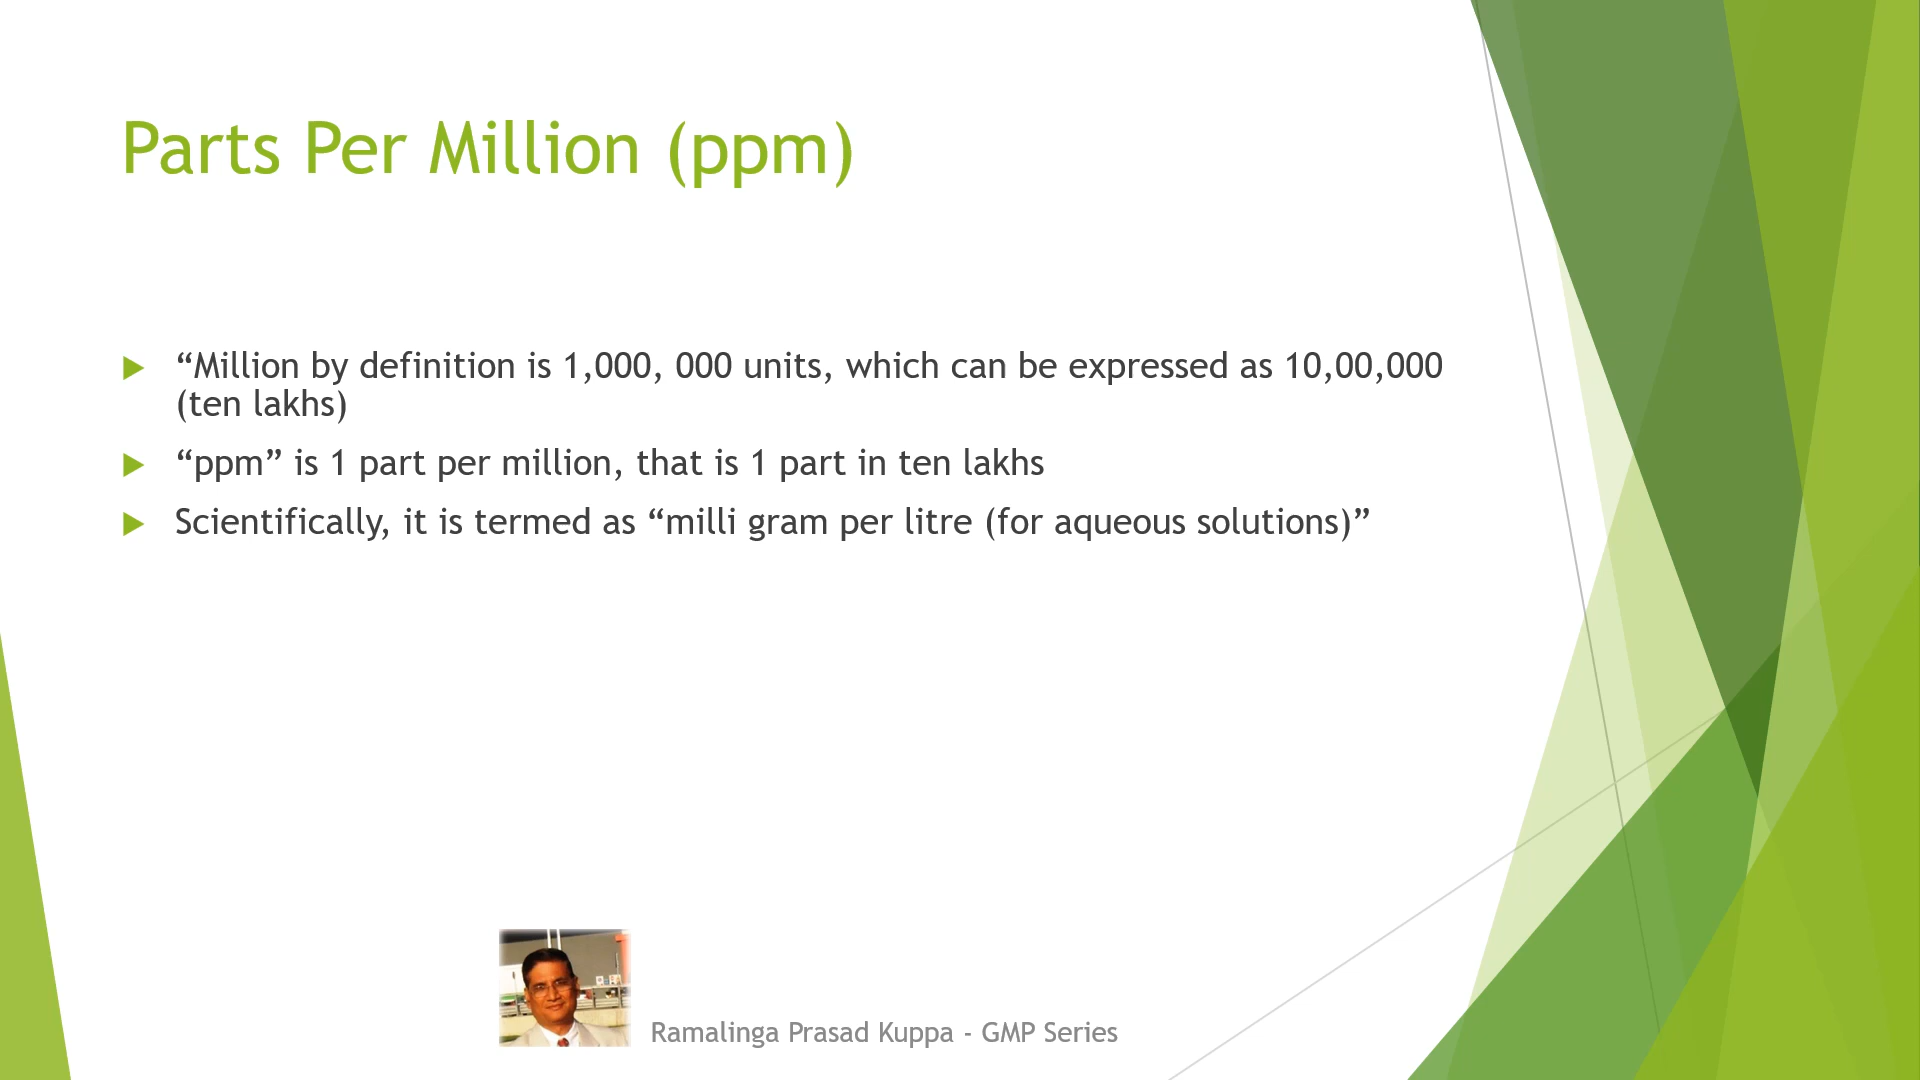 Parts Per Million (ppm)
“Million by definition is 1,000, 000 units, which can be expressed as 10,00,000
(ten lakhs)
“ppm” is 1 part per million, that is 1 part in ten lakhs
Scientifically, it is termed as “milli gram per litre (for aqueous solutions)”
Ramalinga Prasad Kuppa - GMP Series